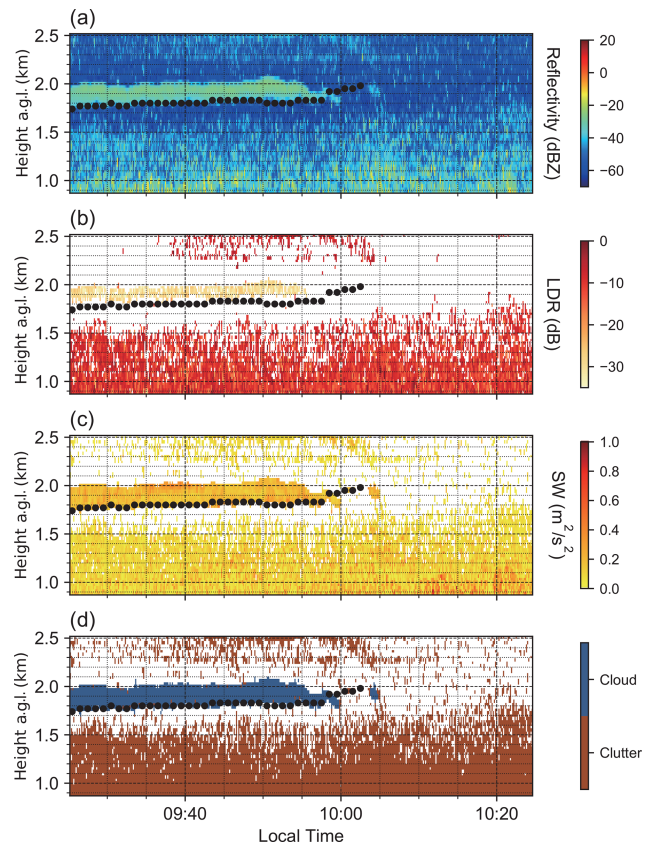 (a)
2.5
2.0
1.5
1.0
Height a.g.l. (km)
20
0
−20
−40
−60
Reflectivity (dBZ)
(b)
2.5
2.0
1.5
1.0
Height a.g.l. (km)
0
−10
−20
−30
LDR (dB)
(c)
2.5
2.0
1.5
1.0
Height a.g.l. (km)
1.0
0.8
0.6
0.4
0.2
0.0
SW (m²/s²)
(d)
2.5
2.0
1.5
1.0
Height a.g.l. (km)
Cloud
Clutter
09:40 10:00 10:20
Local Time